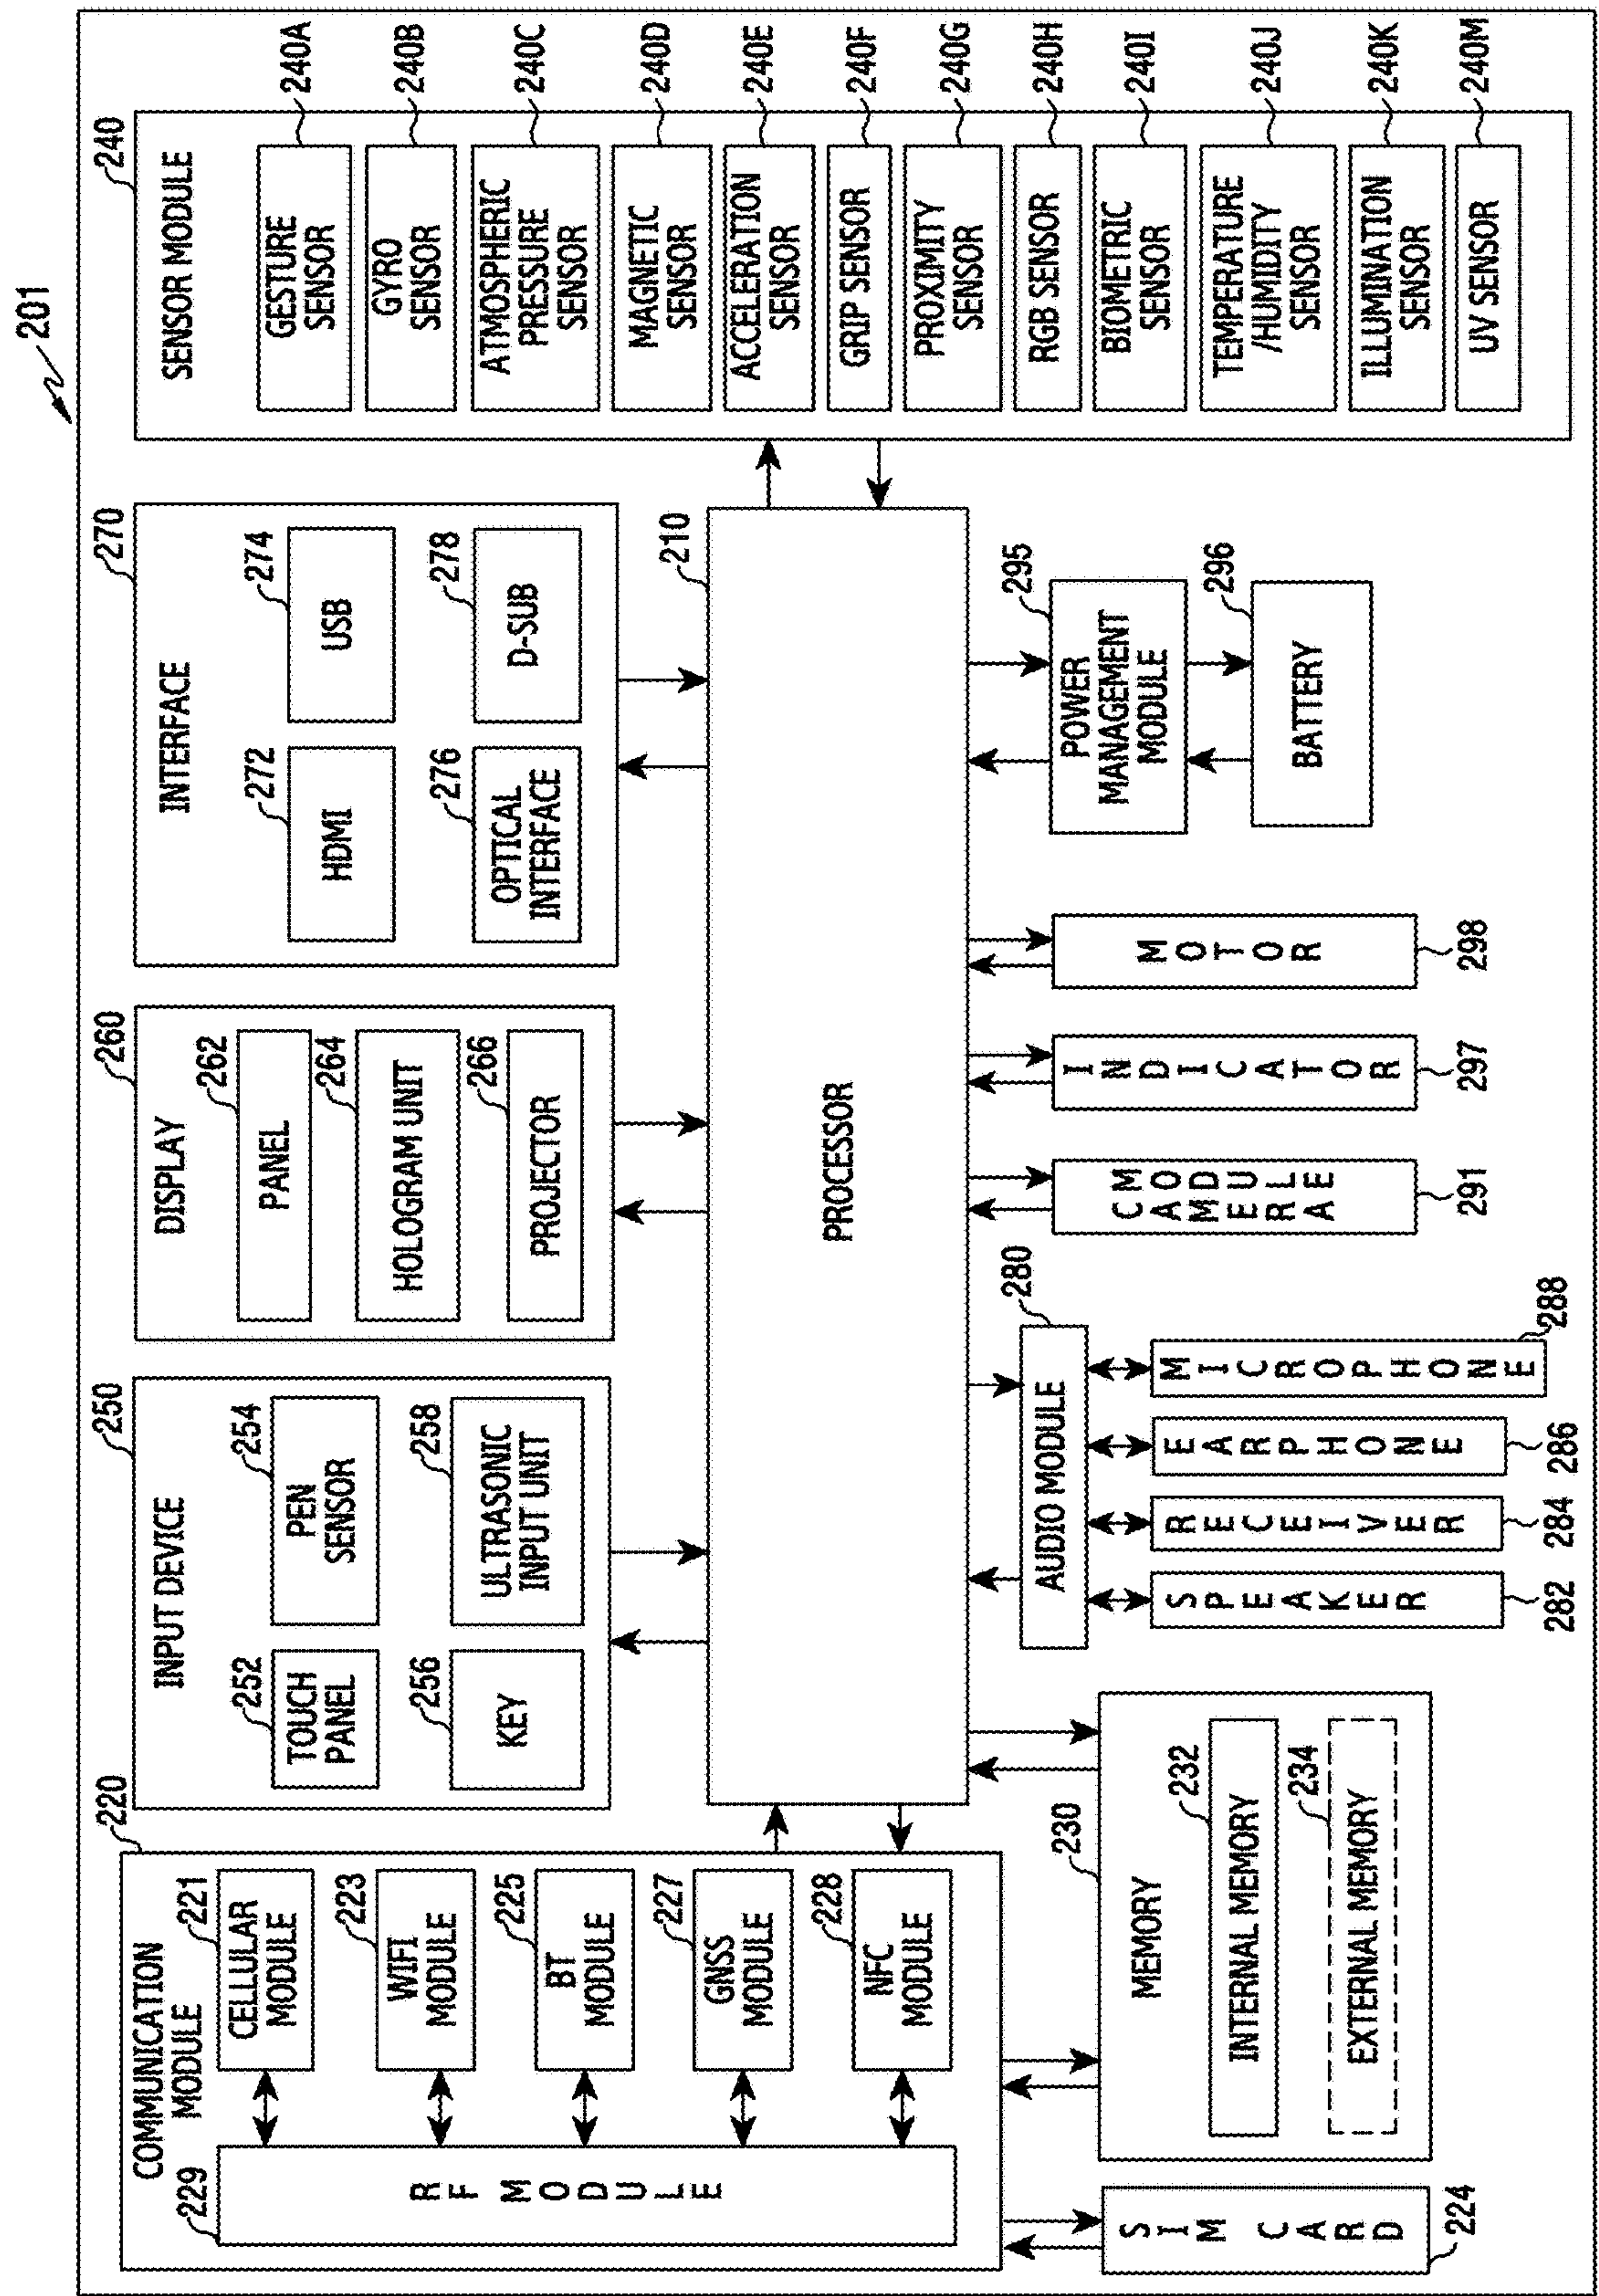 201
220
COMMUNICATION
MODULE
229
RF MODULE
221
CELLULAR
MODULE
223
WIFI
MODULE
225
BT
MODULE
227
GNSS
MODULE
228
NFC
MODULE
250
INPUT DEVICE
252
TOUCH
PANEL
254
PEN
SENSOR
256
KEY
258
ULTRASONIC
INPUT UNIT
260
DISPLAY
262
PANEL
264
HOLOGRAM UNIT
266
PROJECTOR
270
INTERFACE
272
HDMI
274
USB
276
OPTICAL
INTERFACE
278
D-SUB
240
SENSOR MODULE
GESTURE
SENSOR
240A
GYRO
SENSOR
240B
ATMOSPHERIC
PRESSURE
SENSOR
240C
MAGNETIC
SENSOR
240D
ACCELERATION
SENSOR
240E
GRIP SENSOR
240F
PROXIMITY
SENSOR
240G
RGB SENSOR
240H
BIOMETRIC
SENSOR
240I
TEMPERATURE
/HUMIDITY
SENSOR
240J
ILLUMINATION
SENSOR
240K
UV SENSOR
240M
210
PROCESSOR
SIM CARD
224
230
MEMORY
232
INTERNAL MEMORY
234
EXTERNAL MEMORY
280
AUDIO MODULE
SPEAKER
282
RECEIVER
284
EARPHONE
286
MICROPHONE
288
CAMERA
MODULE
291
INDICATOR
297
MOTOR
298
295
POWER
MANAGEMENT
MODULE
296
BATTERY